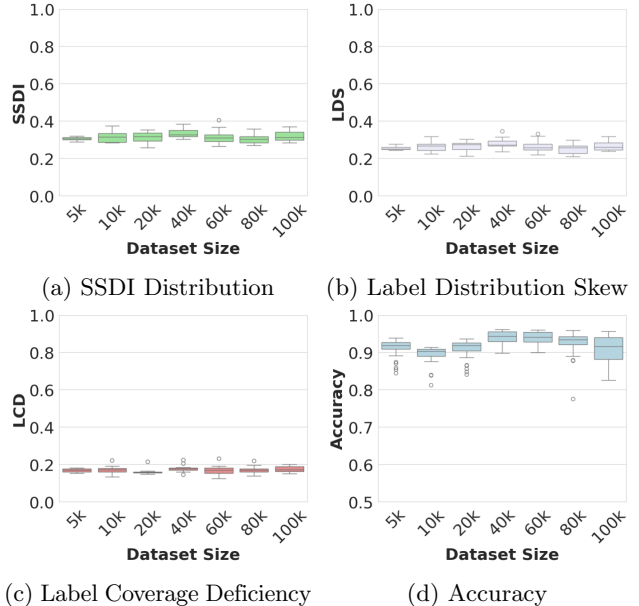 1.0
0.8
0.6
0.4
0.2
0.0
SSDI
5k 10k 20k 40k 60k 80k 100k
Dataset Size
(a) SSDI Distribution
1.0
0.8
0.6
0.4
0.2
0.0
LDS
5k 10k 20k 40k 60k 80k 100k
Dataset Size
(b) Label Distribution Skew
1.0
0.8
0.6
0.4
0.2
0.0
LCD
5k 10k 20k 40k 60k 80k 100k
Dataset Size
(c) Label Coverage Deficiency
1.0
0.9
0.8
0.7
0.6
0.5
Accuracy
5k 10k 20k 40k 60k 80k 100k
Dataset Size
(d) Accuracy